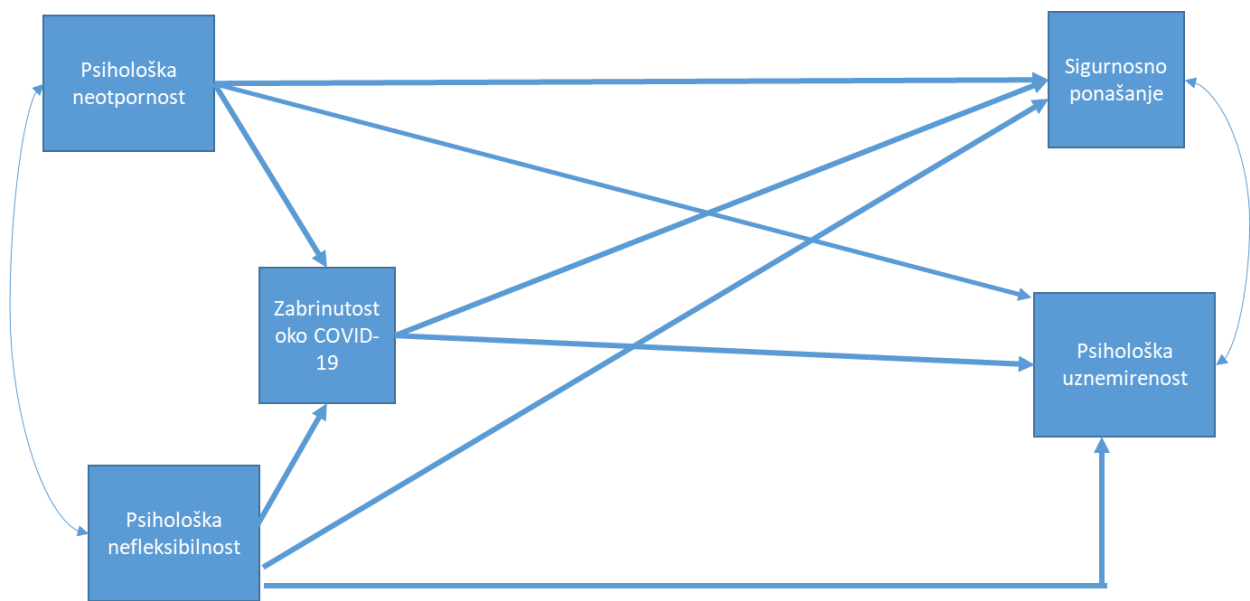 Psihološka
neotpornost
Sigurnosno
ponašanje
Zabrinutost
oko COVID-
19
Psihološka
uznemirenost
Psihološka
nefleksibilnost